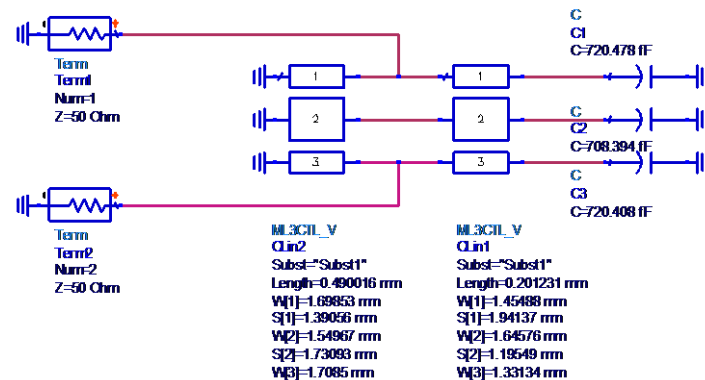 Term
Term1
Num=1
Z=50 Ohm
C
C1
C=720.478 fF
1
1
2
2
C
C2
C=708.394 fF
3
3
C
C3
C=720.408 fF
Term
Term2
Num=2
Z=50 Ohm
ML3CTL_V
CLin2
Subst="Subst1"
Length=0.490016 mm
W[1]=1.69853 mm
S[1]=1.39056 mm
W[2]=1.54967 mm
S[2]=1.73093 mm
W[3]=1.7085 mm
ML3CTL_V
CLin1
Subst="Subst1"
Length=0.201231 mm
W[1]=1.45488 mm
S[1]=1.94137 mm
W[2]=1.64576 mm
S[2]=1.19549 mm
W[3]=1.33134 mm